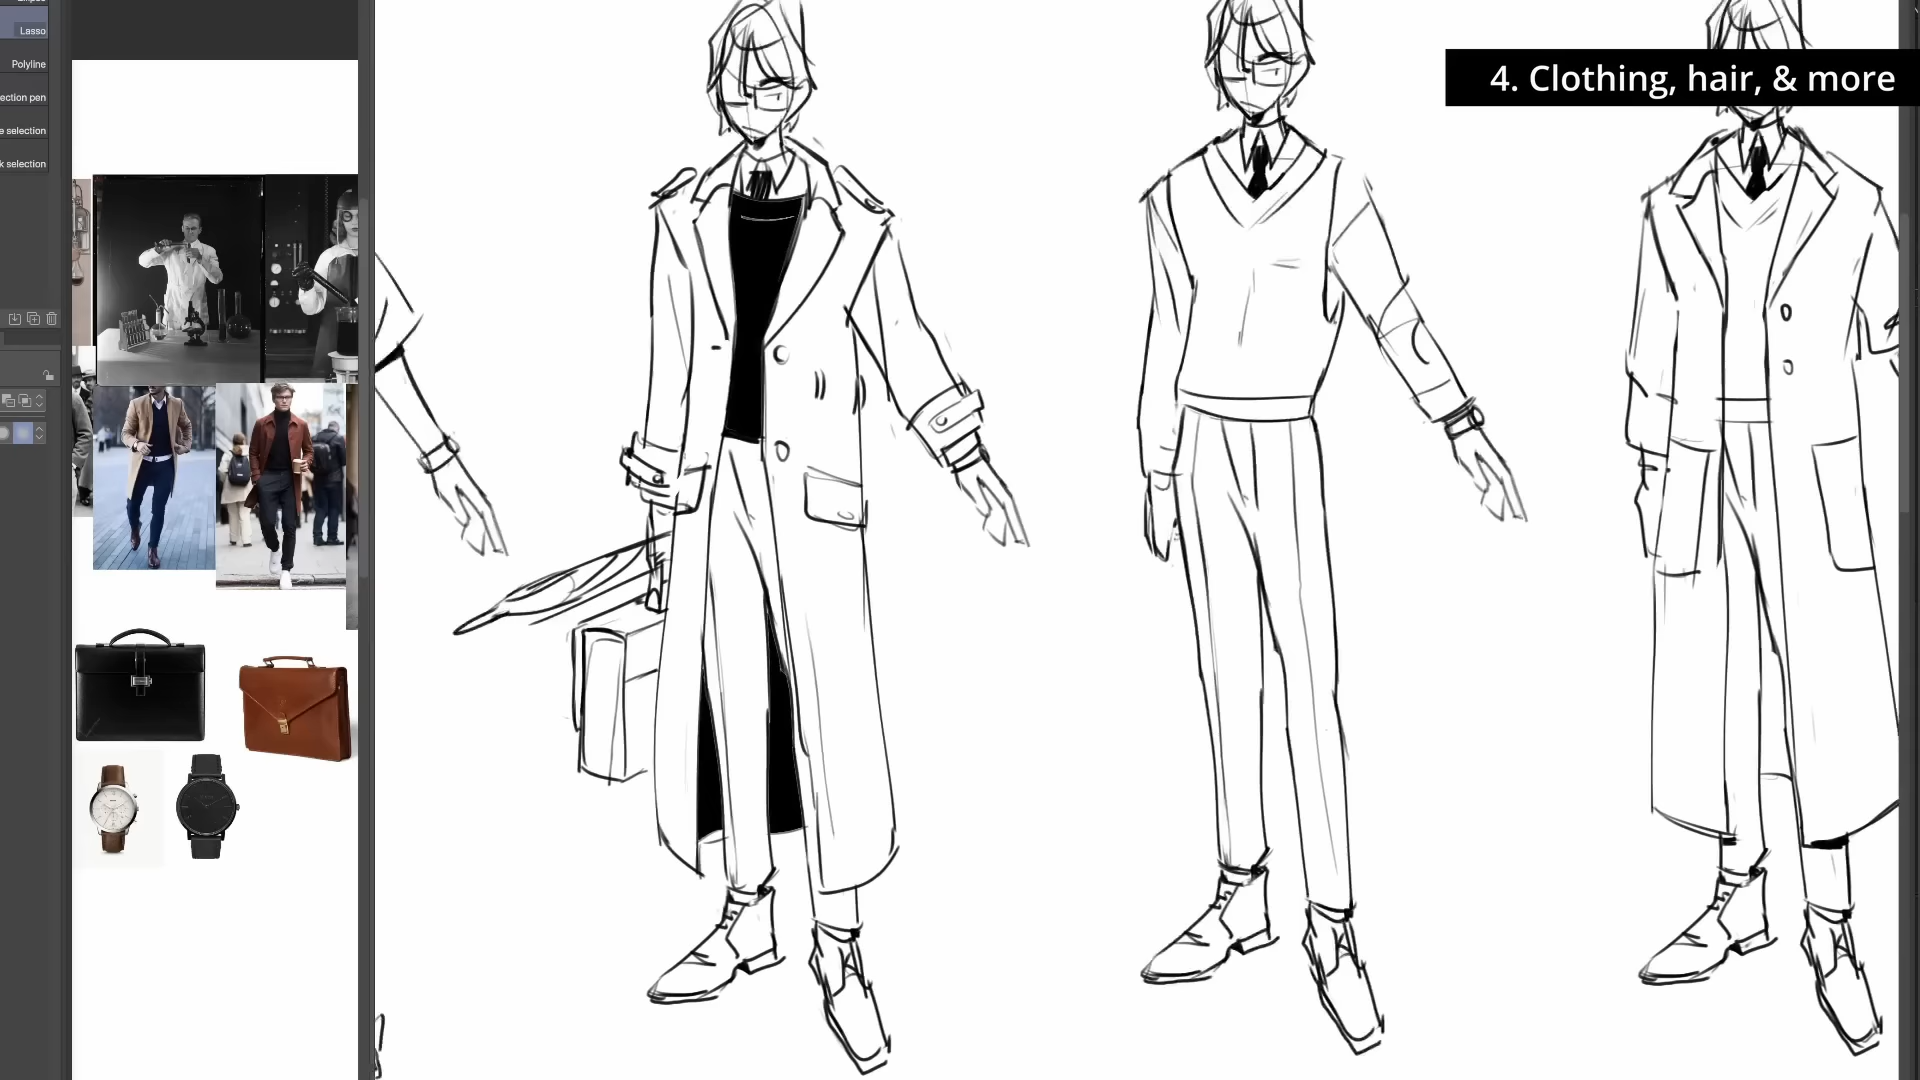 Lasso
Polyline
ection pen
e selection
k selection
4. Clothing, hair, & more